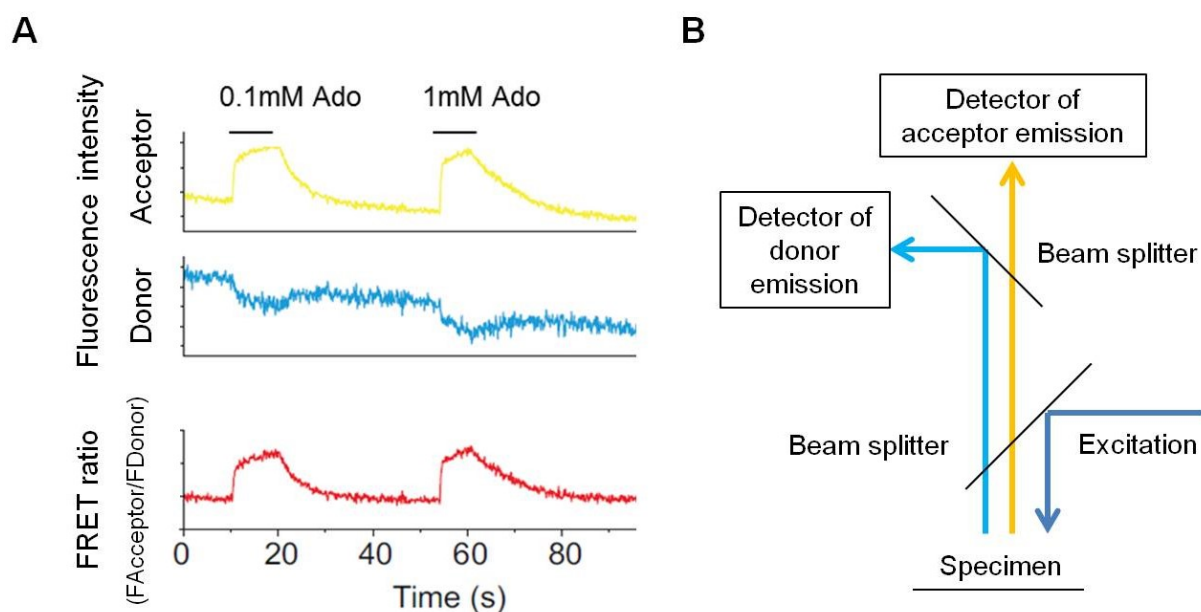 A
Fluorescence intensity
Acceptor
0.1mM Ado
1mM Ado
Donor
FRET ratio
(FAcceptor/FDonor)
0
20
40
60
80
Time (s)
B
Detector of
acceptor emission
Detector of
donor
emission
Beam splitter
Beam splitter
Excitation
Specimen